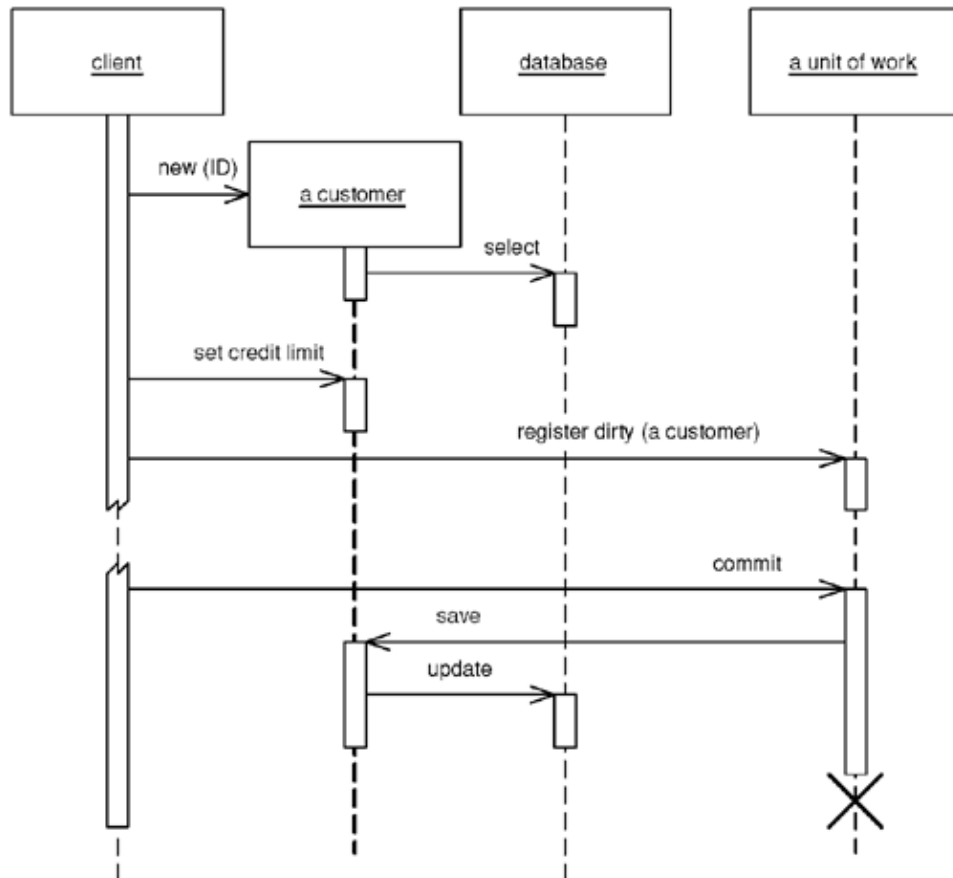 client
database
a unit of work
new (ID)
a customer
select
set credit limit
register dirty (a customer)
commit
save
update